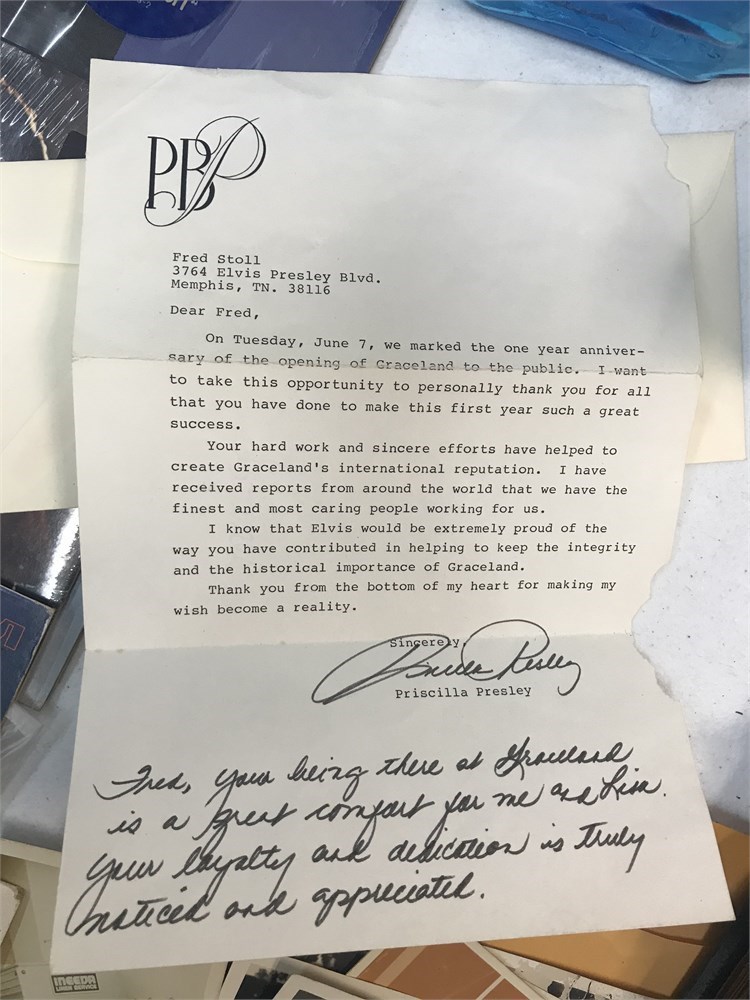 PBP
Fred Stoll
3764 Elvis Presley Blvd.
Memphis, TN. 38116
Dear Fred,
On Tuesday, June 7, we marked the one year anniver-
sary of the opening of Graceland to the public. I want
to take this opportunity to personally thank you for all
that you have done to make this first year such a great
success.
Your hard work and sincere efforts have helped to
create Graceland's international reputation. I have
received reports from around the world that we have the
finest and most caring people working for us.
I know that Elvis would be extremely proud of the
way you have contributed in helping to keep the integrity
and the historical importance of Graceland.
Thank you from the bottom of my heart for making my
wish become a reality.
Sincerely,
Priscilla Presley
Priscilla Presley
Fred, your being there at Graceland
is a great comfort for me and Lisa.
Your loyalty and dedication is truly
noticed and appreciated.